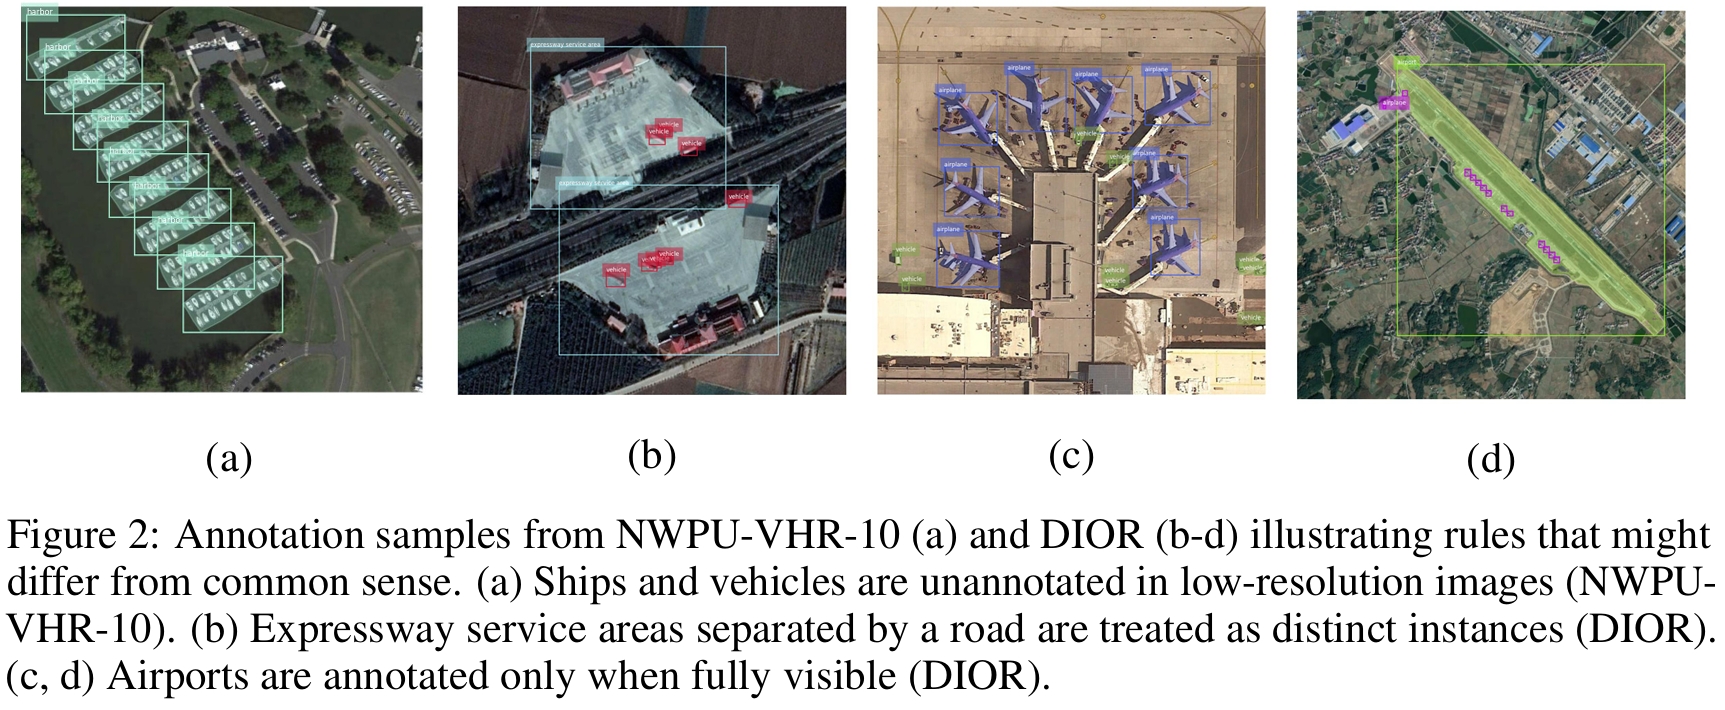 harbor
harbor
harbor
harbor
harbor
harbor
harbor
harbor
expressway service area
vehicle
vehicle
vehicle
expressway service area
vehicle
vehicle
vehicle
airplane
airplane
airplane
airplane
vehicle
vehicle
airplane
airplane
airplane
airplane
vehicle
vehicle
vehicle
vehicle
vehicle
vehicle
airport
airplane
(a)
(b)
(c)
(d)
Figure 2: Annotation samples from NWPU-VHR-10 (a) and DIOR (b-d) illustrating rules that might
differ from common sense. (a) Ships and vehicles are unannotated in low-resolution images (NWPU-
VHR-10). (b) Expressway service areas separated by a road are treated as distinct instances (DIOR).
(c, d) Airports are annotated only when fully visible (DIOR).